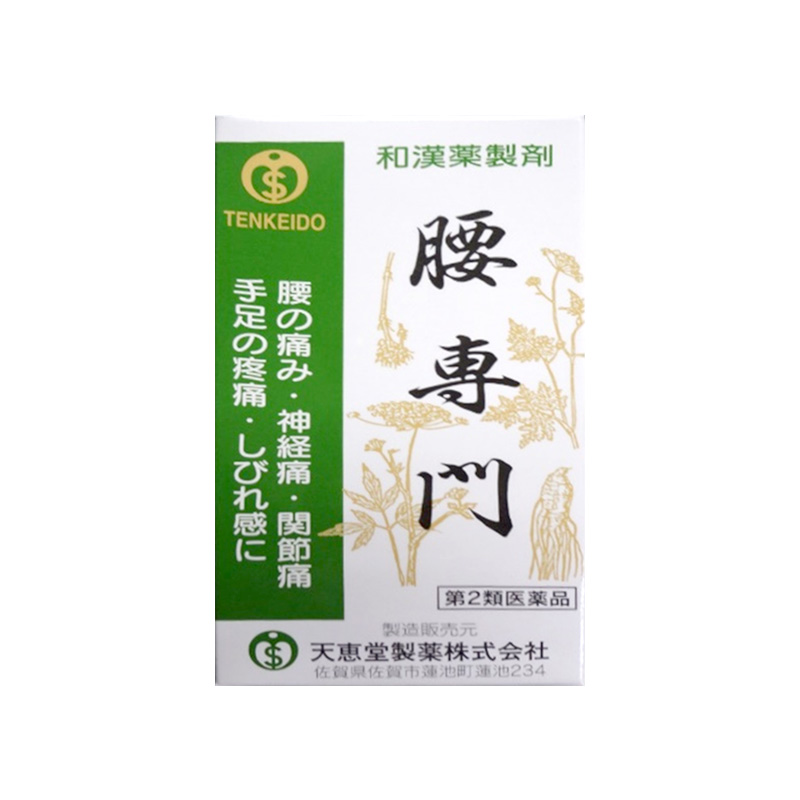 TENKEIDO
和漢薬製剤
腰専門
腰の痛み・神経痛・関節痛
手足の疼痛・しびれ感に
第2類医薬品
製造販売元
天恵堂製薬株式会社
佐賀県佐賀市蓮池町蓮池234